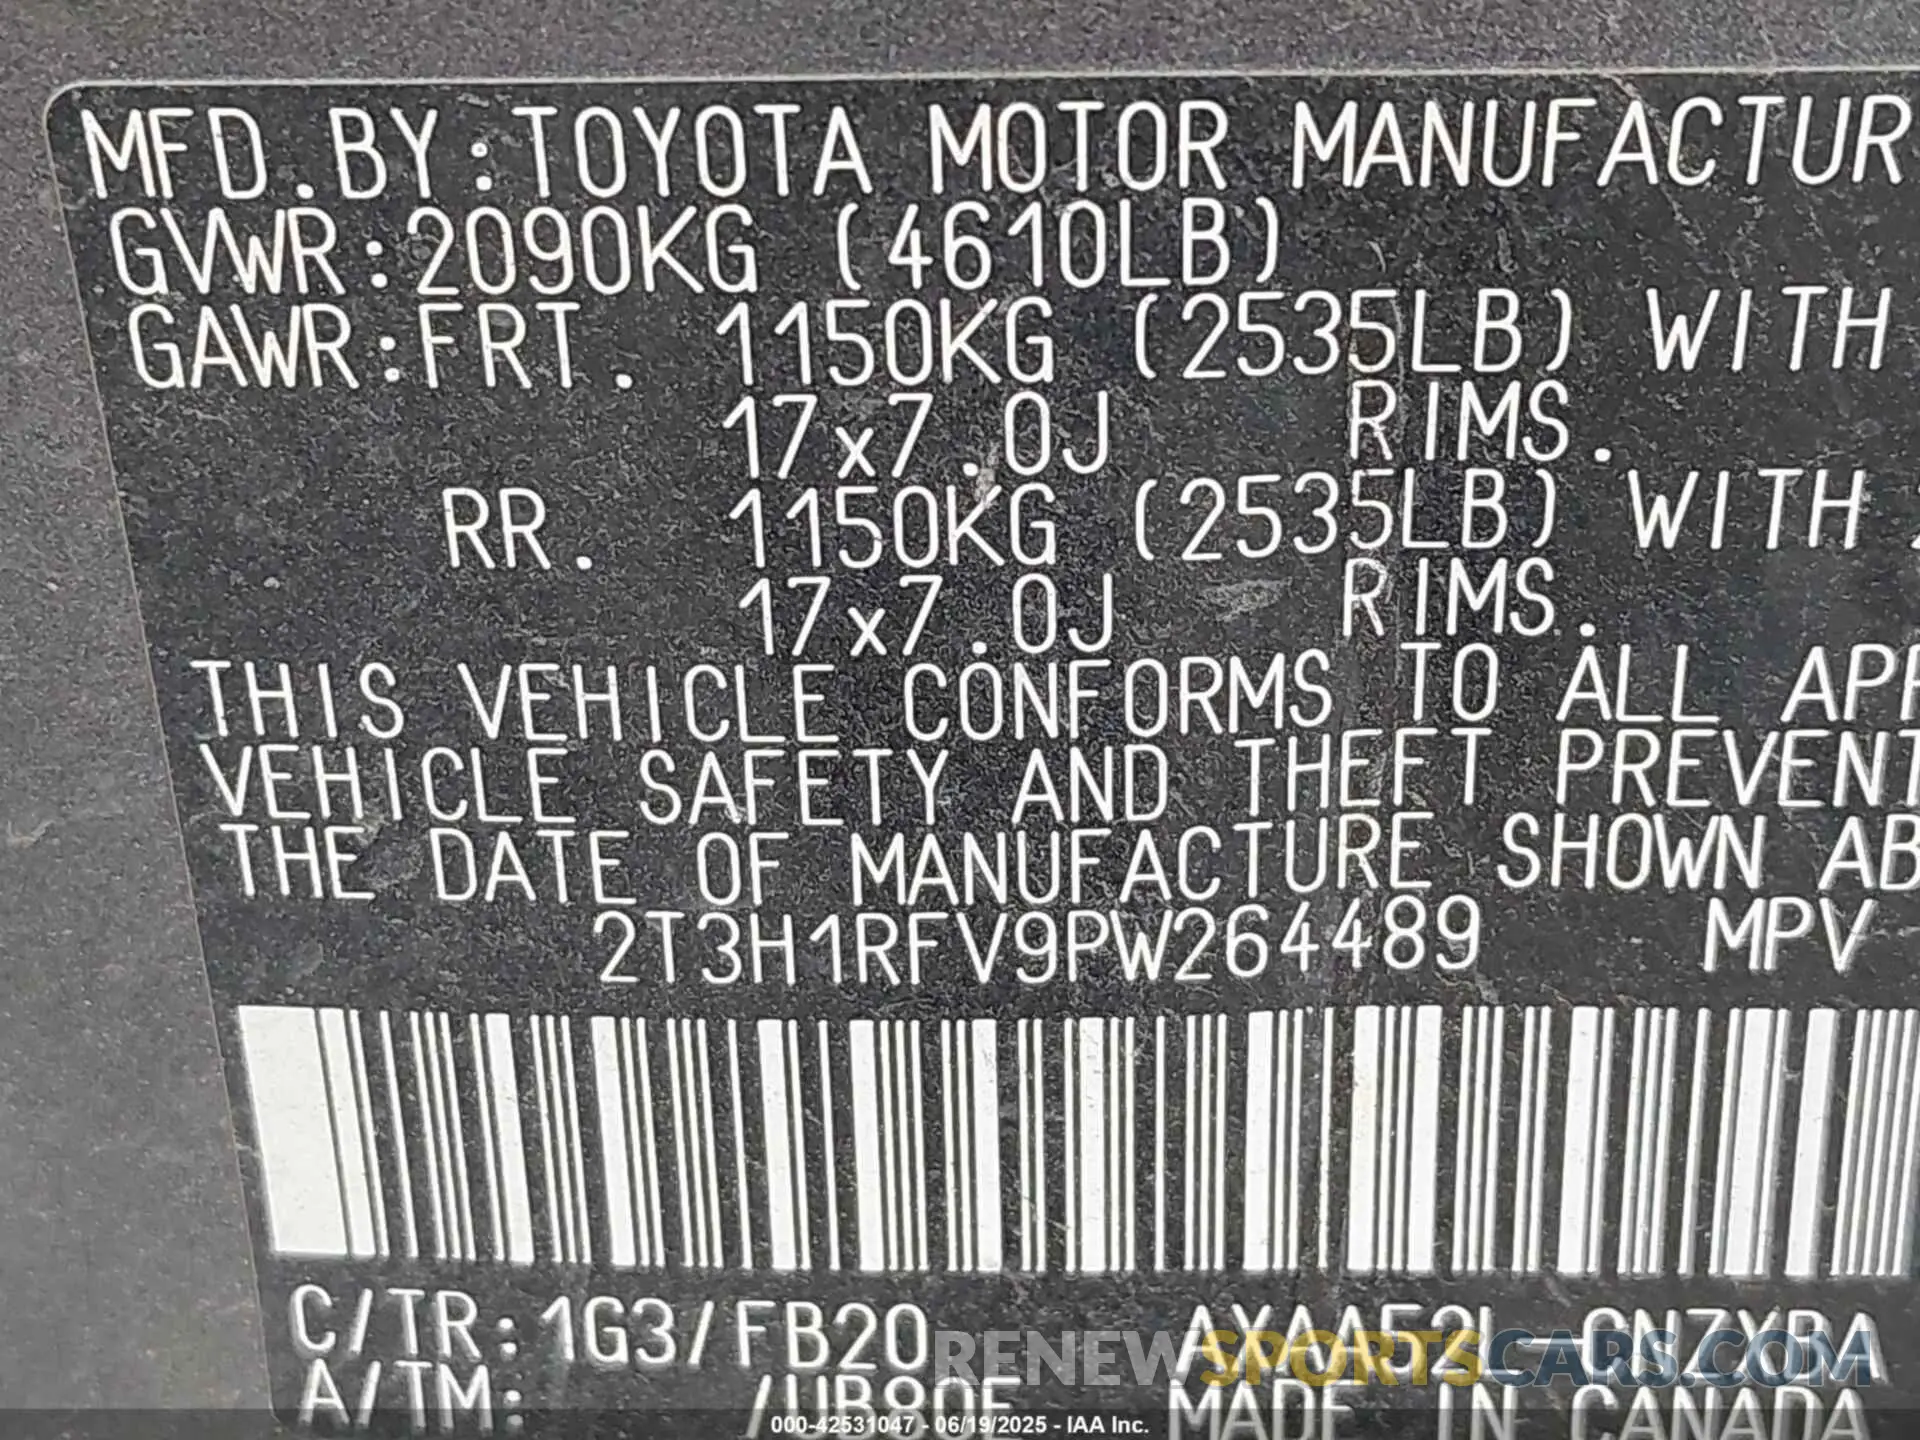 MFD.BY:TOYOTA MOTOR MANUFACTUR
GVWR:2090KG (4610LB)
GAWR:FRT. 1150KG (2535LB) WITH
17x7.0J RIMS.
RR. 1150KG (2535LB) WITH
17x7.0J RIMS.
THIS VEHICLE CONFORMS TO ALL
VEHICLE SAFETY AND THEFT PREVENT
THE DATE OF MANUFACTURE SHOWN AB
2T3H1RFV9PW264489 MPV
C/TR:1G3/FB20 AXAA52L
A/TM: /UB80E MADE IN CANADA
RENEWSPORTSCARS.COM
000-42531047 - 06/19/2025 - IAA Inc.